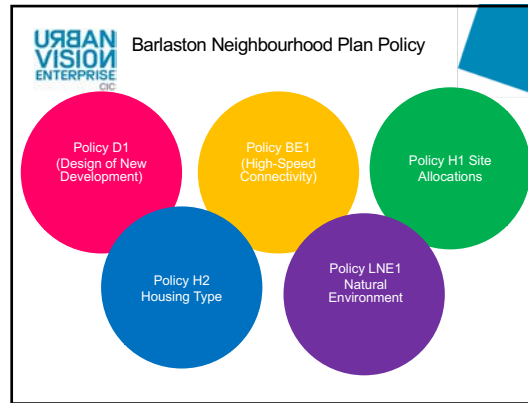 URBAN
VISION
ENTERPRISE
CIC
Barlaston Neighbourhood Plan Policy
Policy D1
(Design of New
Development)
Policy BE1
(High-Speed
Connectivity)
Policy H1 Site
Allocations
Policy H2
Housing Type
Policy LNE1
Natural
Environment